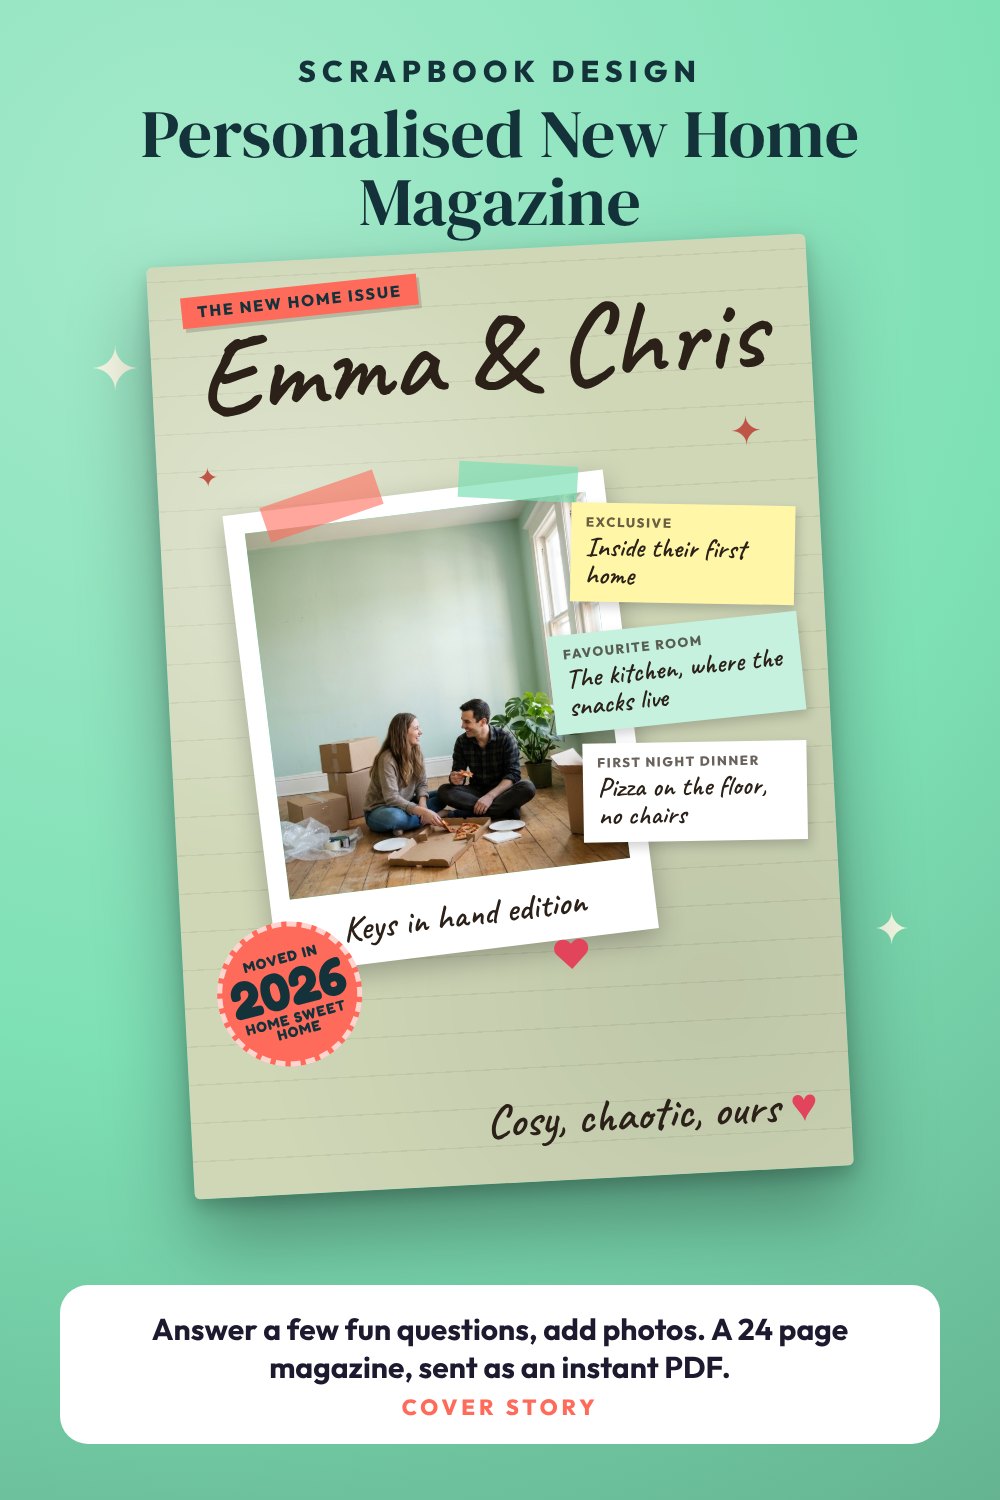 SCRAPBOOK DESIGN
Personalised New Home
Magazine
THE NEW HOME ISSUE
Emma & Chris
EXCLUSIVE
Inside their first
home
FAVOURITE ROOM
The kitchen, where the
snacks live
FIRST NIGHT DINNER
Pizza on the floor,
no chairs
Keys in hand edition
MOVED IN
2026
HOME SWEET
HOME
Cosy, chaotic, ours ♥
Answer a few fun questions, add photos. A 24 page
magazine, sent as an instant PDF.
COVER STORY